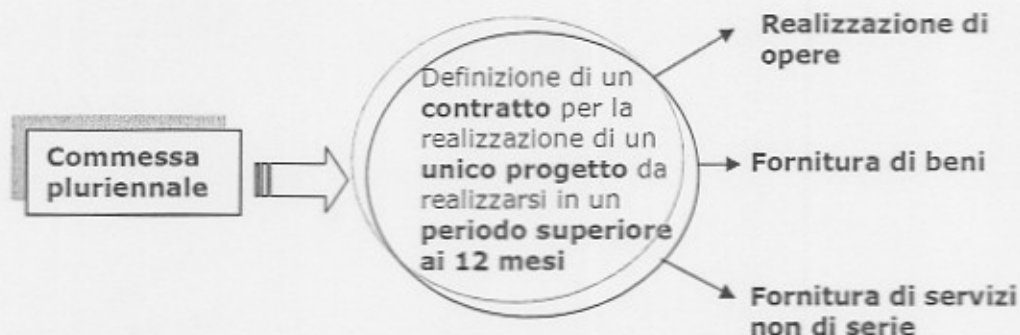 Commessa
pluriennale
Definizione di un
contratto per la
realizzazione di un
unico progetto da
realizzarsi in un
periodo superiore
ai 12 mesi
Realizzazione di
opere
Fornitura di beni
Fornitura di servizi
non di serie